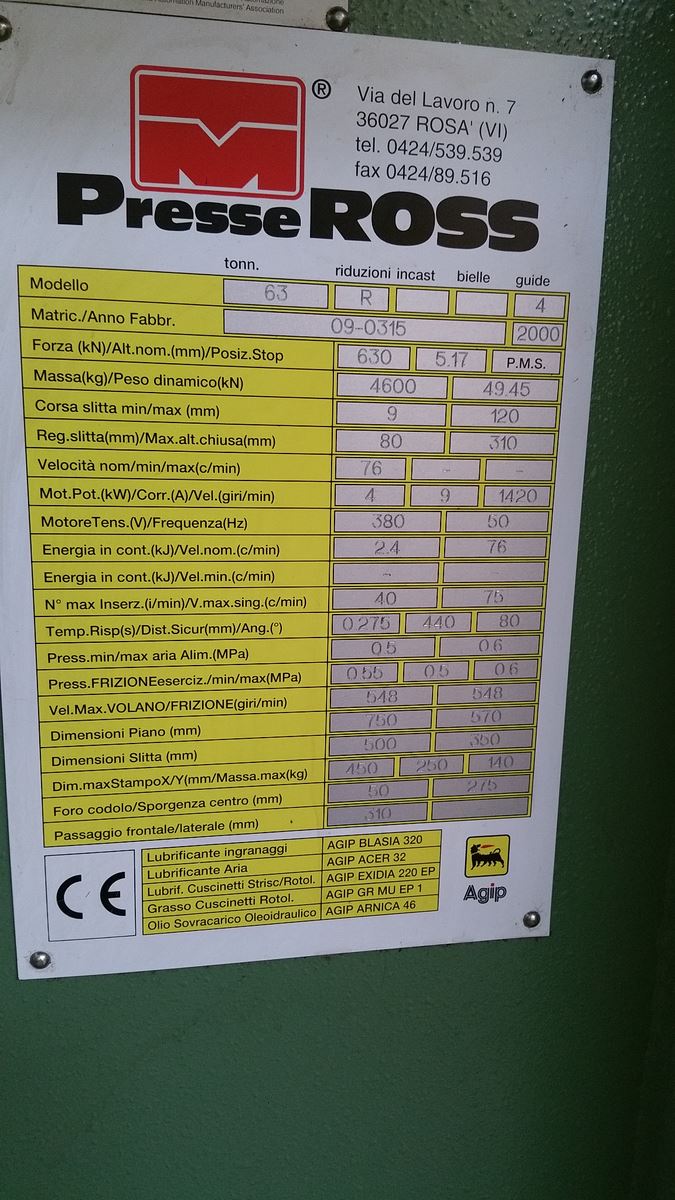 Automation Manufacturers' Association
®
Via del Lavoro n. 7
36027 ROSA' (VI)
tel. 0424/539.539
fax 0424/89.516
Presse ROSS
tonn. riduzioni incast bielle guide
Modello 63 R 4
Matric./Anno Fabbr. 09-0315 2000
Forza (kN)/Alt.nom.(mm)/Posiz.Stop 630 5.17 P.M.S.
Massa(kg)/Peso dinamico(kN) 4600 49.45
Corsa slitta min/max (mm) 9 120
Reg.slitta(mm)/Max.alt.chiusa(mm) 80 310
Velocità nom/min/max(c/min) 76 - -
Mot.Pot.(kW)/Corr.(A)/Vel.(giri/min) 4 9 1420
MotoreTens.(V)/Frequenza(Hz) 380 50
Energia in cont.(kJ)/Vel.nom.(c/min) 2.4 76
Energia in cont.(kJ)/Vel.min.(c/min) - -
N° max Inserz.(i/min)/V.max.sing.(c/min) 40 75
Temp.Risp(s)/Dist.Sicur(mm)/Ang.(°) 0.275 440 80
Press.min/max aria Alim.(MPa) 0.5 0.6
Press.FRIZIONEeserciz./min/max(MPa) 0.55 0.5 0.6
Vel.Max.VOLANO/FRIZIONE(giri/min) 548 548
Dimensioni Piano (mm) 750 570
Dimensioni Slitta (mm) 500 350
Dim.maxStampoX/Y(mm/Massa.max(kg) 450 250 140
Foro codolo/Sporgenza centro (mm) 50 275
Passaggio frontale/laterale (mm) 310
CE
Lubrificante ingranaggi AGIP BLASIA 320
Lubrificante Aria AGIP ACER 32
Lubrif. Cuscinetti Strisc/Rotol. AGIP EXIDIA 220 EP
Grasso Cuscinetti Rotol. AGIP GR MU EP 1
Olio Sovracarico Oleoidraulico AGIP ARNICA 46
Agip